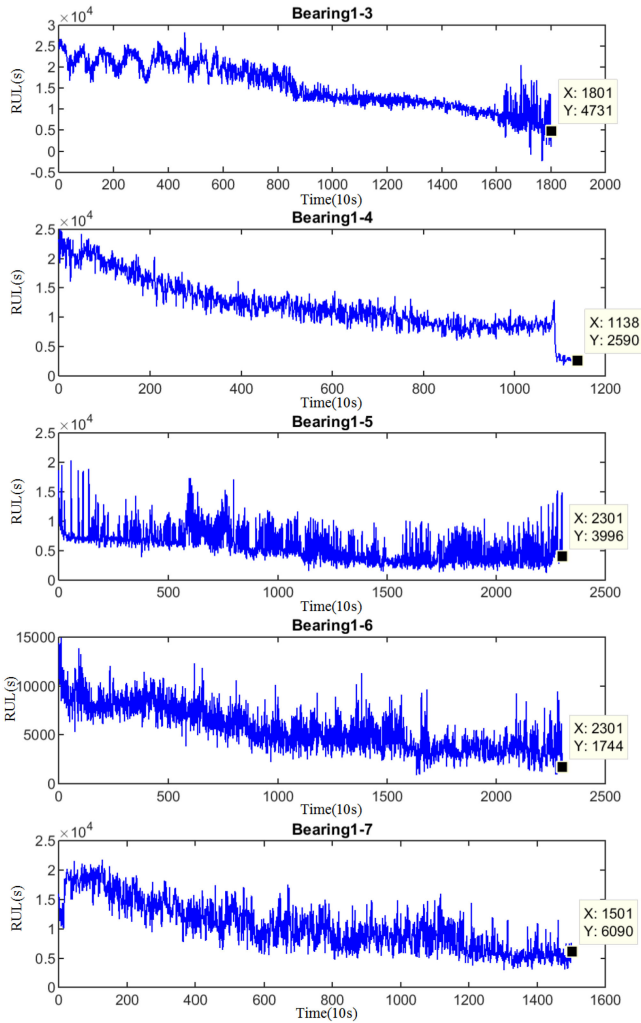 Bearing1-3
×10^4
RUL(s)
3
2.5
2
1.5
1
0.5
0
-0.5
X: 1801
Y: 4731
0 200 400 600 800 1000 1200 1400 1600 1800 2000
Time(10s)
Bearing1-4
×10^4
RUL(s)
2.5
2
1.5
1
0.5
0
X: 1138
Y: 2590
0 200 400 600 800 1000 1200
Time(10s)
Bearing1-5
×10^4
RUL(s)
2.5
2
1.5
1
0.5
0
X: 2301
Y: 3996
0 500 1000 1500 2000 2500
Time(10s)
Bearing1-6
RUL(s)
15000
10000
5000
0
X: 2301
Y: 1744
0 500 1000 1500 2000 2500
Time(10s)
Bearing1-7
×10^4
RUL(s)
2.5
2
1.5
1
0.5
0
X: 1501
Y: 6090
0 200 400 600 800 1000 1200 1400 1600
Time(10s)